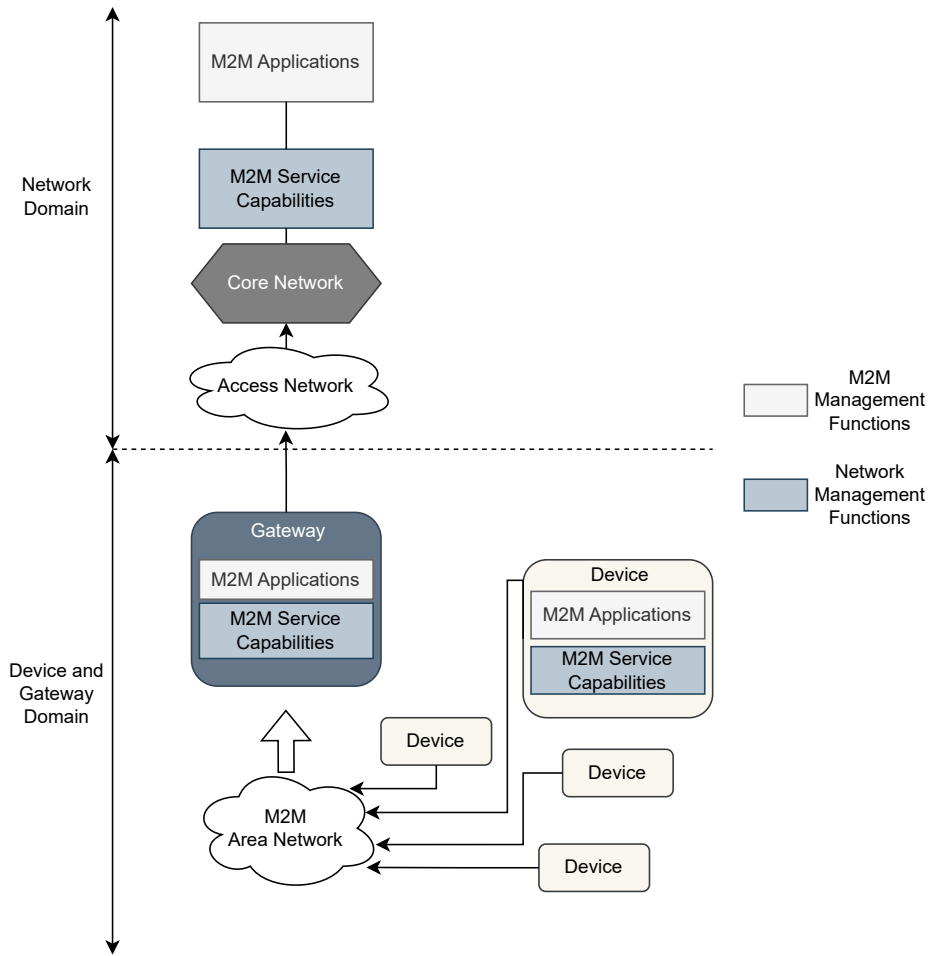 M2M Applications
M2M Service
Capabilities
Network
Domain
Core Network
Access Network
M2M
Management
Functions
Network
Management
Functions
Gateway
M2M Applications
M2M Service
Capabilities
Device
M2M Applications
M2M Service
Capabilities
Device and
Gateway
Domain
Device
Device
M2M
Area Network
Device